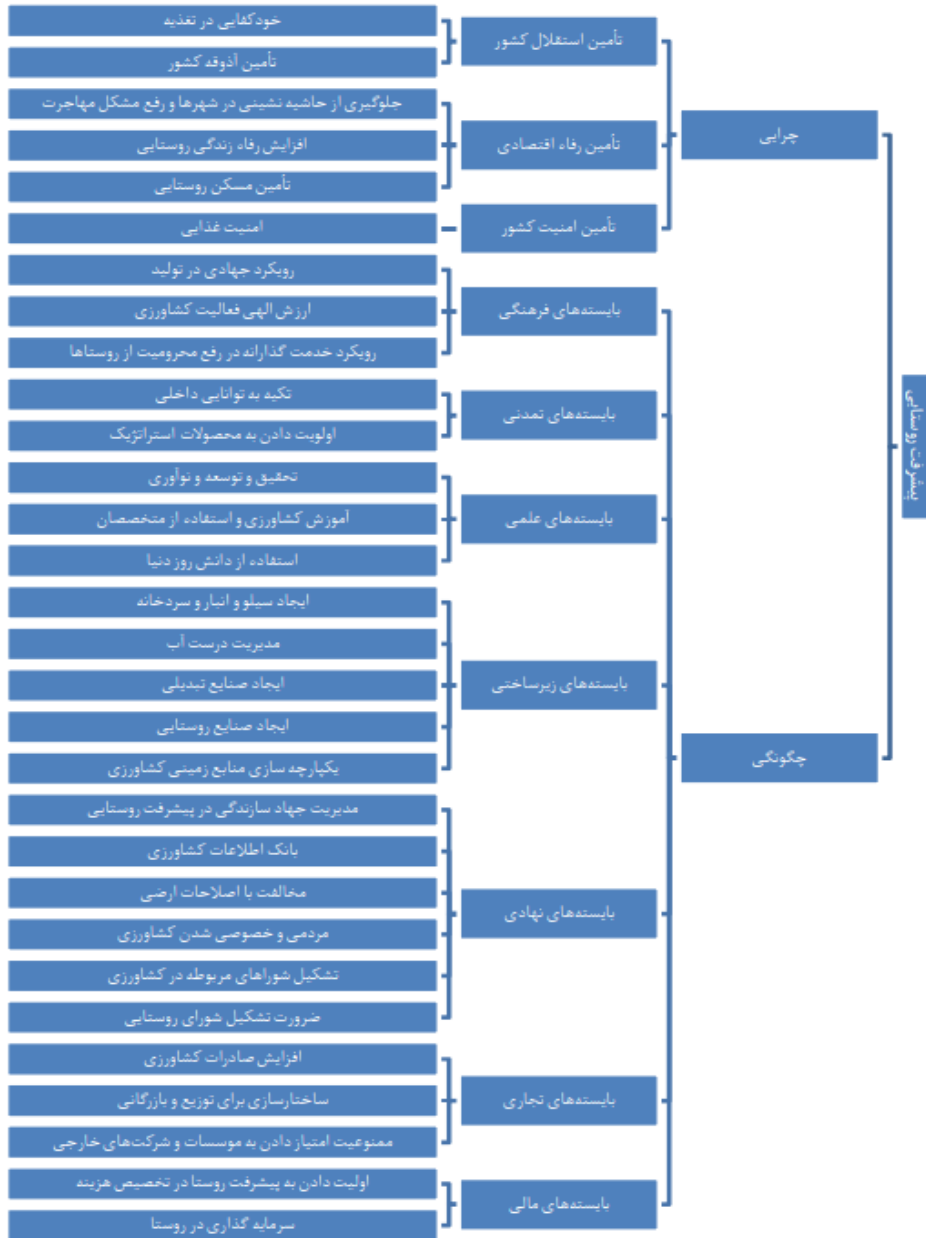 پیشرفت روستایی
چرایی
تأمین استقلال کشور
خودکفایی در تغذیه
تأمین آذوقه کشور
تأمین رفاه اقتصادی
جلوگیری از حاشیه نشینی در شهرها و رفع مشکل مهاجرت
افزایش رفاه زندگی روستایی
تأمین مسکن روستایی
تأمین امنیت کشور
امنیت غذایی
چگونگی
بایسته‌های فرهنگی
رویکرد جهادی در تولید
ارزش الهی فعالیت کشاورزی
رویکرد خدمت گذارانه در رفع محرومیت از روستاها
بایسته‌های تمدنی
تکیه به توانایی داخلی
اولویت دادن به محصولات استراتژیک
بایسته‌های علمی
تحقیق و توسعه و نوآوری
آموزش کشاورزی و استفاده از متخصصان
استفاده از دانش روز دنیا
بایسته‌های زیرساختی
ایجاد سیلو و انبار و سردخانه
مدیریت درست آب
ایجاد صنایع تبدیلی
ایجاد صنایع روستایی
یکپارچه سازی منابع زمینی کشاورزی
بایسته‌های نهادی
مدیریت جهاد سازندگی در پیشرفت روستایی
بانک اطلاعات کشاورزی
مخالفت با اصلاحات ارضی
مردمی و خصوصی شدن کشاورزی
تشکیل شوراهای مربوطه در کشاورزی
ضرورت تشکیل شورای روستایی
بایسته‌های تجاری
افزایش صادرات کشاورزی
ساختارسازی برای توزیع و بازرگانی
ممنوعیت امتیاز دادن به موسسات و شرکت‌های خارجی
بایسته‌های مالی
اولیت دادن به پیشرفت روستا در تخصیص هزینه
سرمایه گذاری در روستا